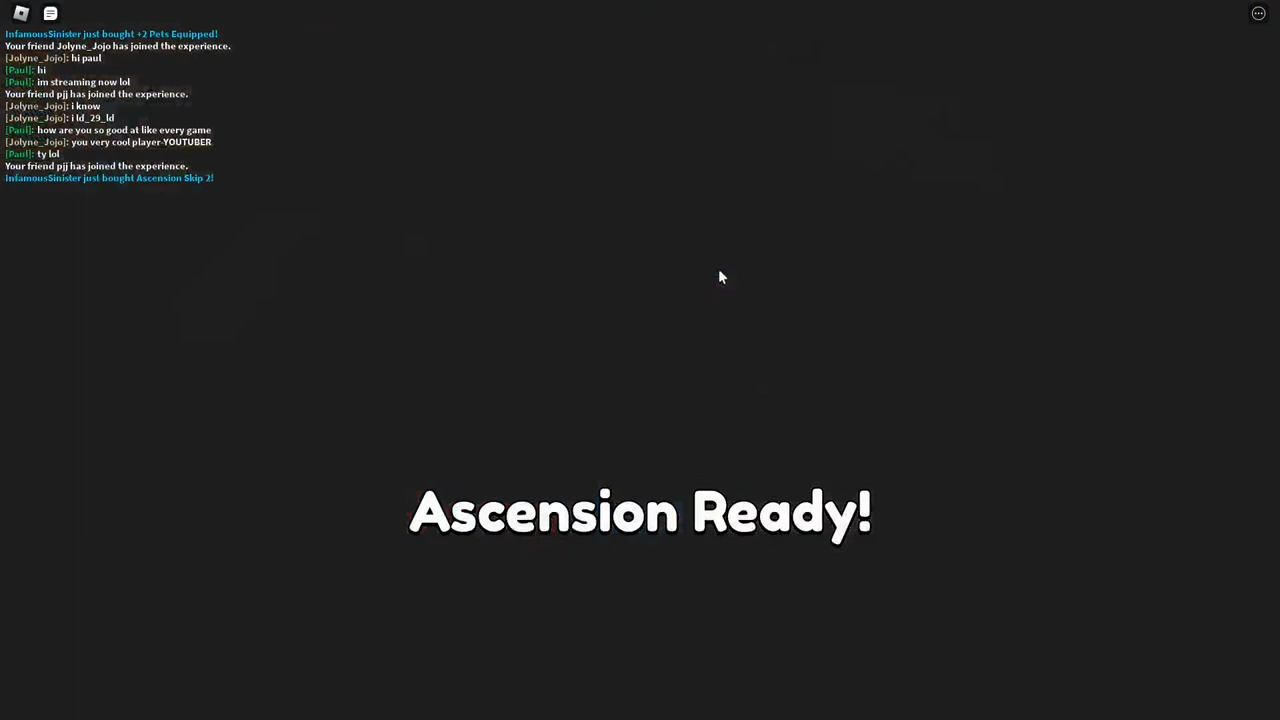 InfamousSinister just bought +2 Pets Equipped!
Your friend Jolyne_Jojo has joined the experience.
[Jolyne_Jojo]: hi paul
[Paul]: hi
[Paul]: im streaming now lol
Your friend pjj has joined the experience.
[Jolyne_Jojo]: i know
[Jolyne_Jojo]: i ld_29_ld
[Paul]: how are you so good at like every game
[Jolyne_Jojo]: you very cool player YOUTUBER
[Paul]: ty lol
Your friend pjj has joined the experience.
InfamousSinister just bought Ascension Skip 2!
Ascension Ready!